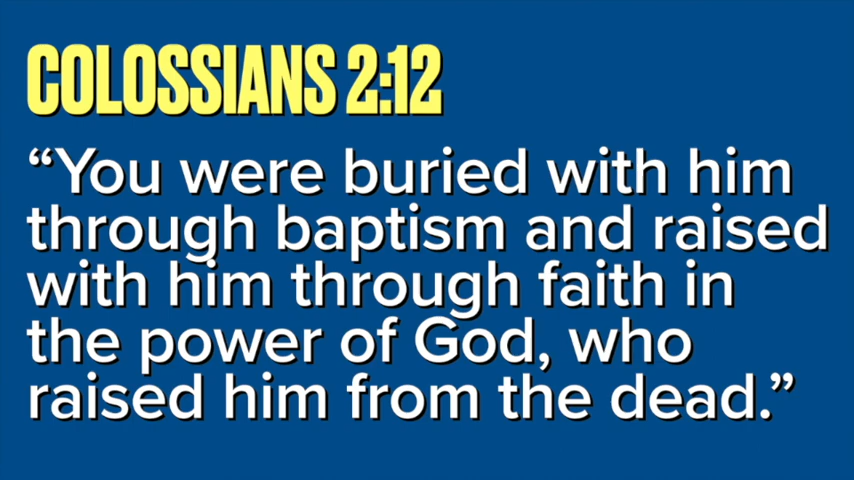 COLOSSIANS 2:12
“You were buried with him
through baptism and raised
with him through faith in
the power of God, who
raised him from the dead.”